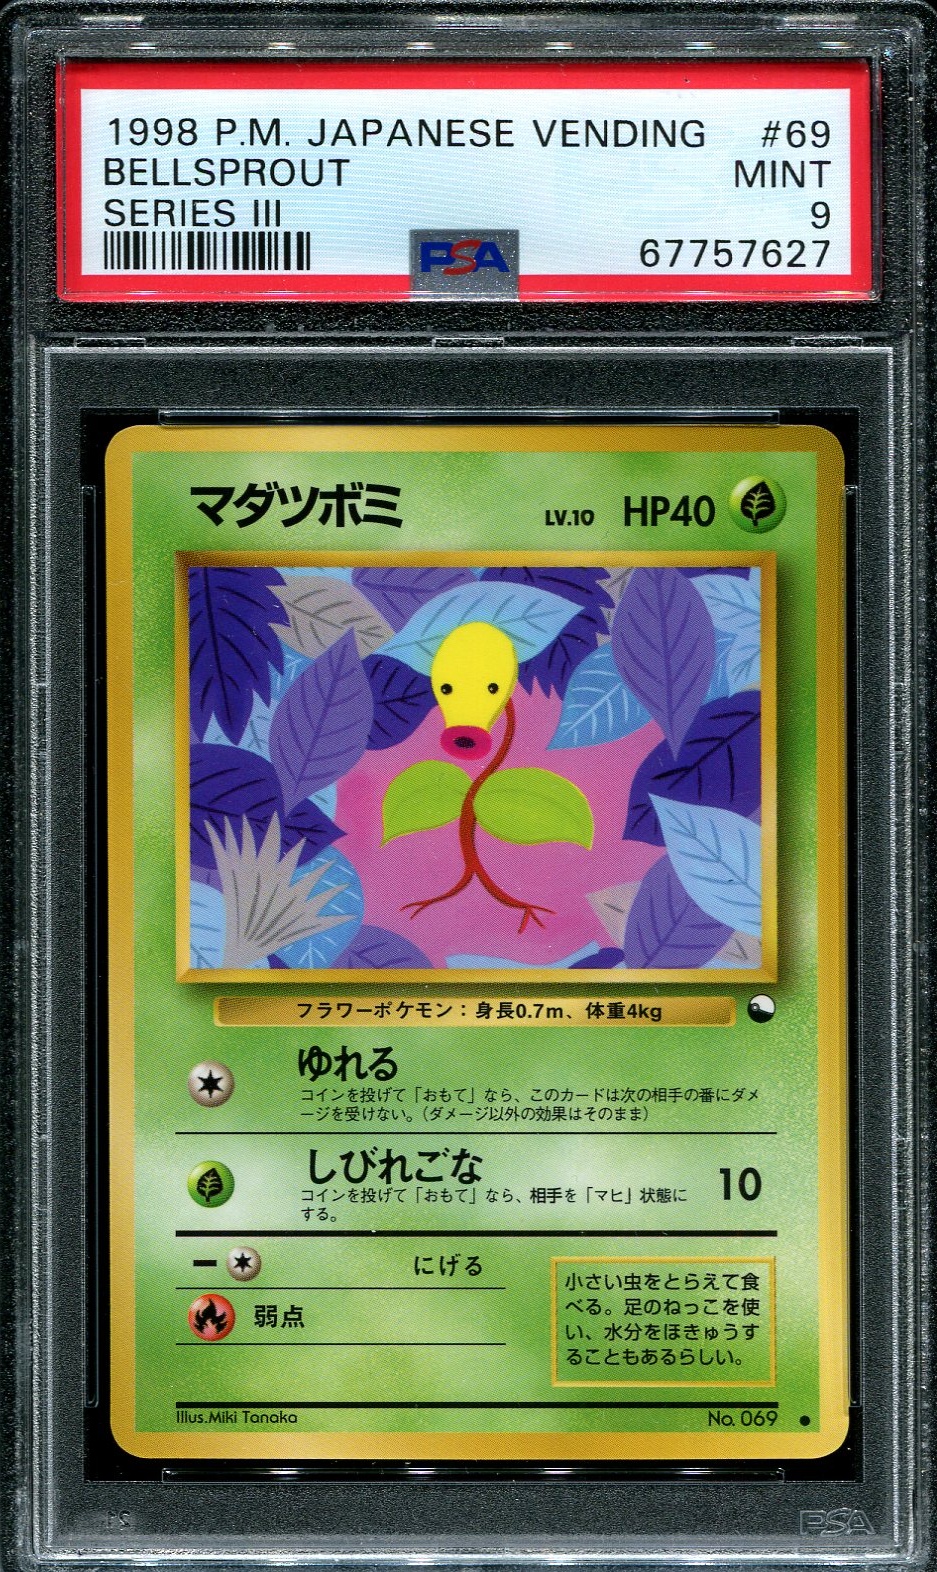 1998 P.M. JAPANESE VENDING #69
BELLSPROUT MINT
SERIES III 9
PSA 67757627
マダツボミ LV.10 HP40
フラワーポケモン：身長0.7m、体重4kg
ゆれる
コインを投げて「おもて」なら、このカードは次の相手の番にダメ
ージを受けない。（ダメージ以外の効果はそのまま）
しびれごな 10
コインを投げて「おもて」なら、相手を「マヒ」状態に
する。
にげる
弱点
小さい虫をとらえて食
べる。足のねっこを使
い、水分をほきゅうす
ることもあるらしい。
Illus.Miki Tanaka No. 069
PSA